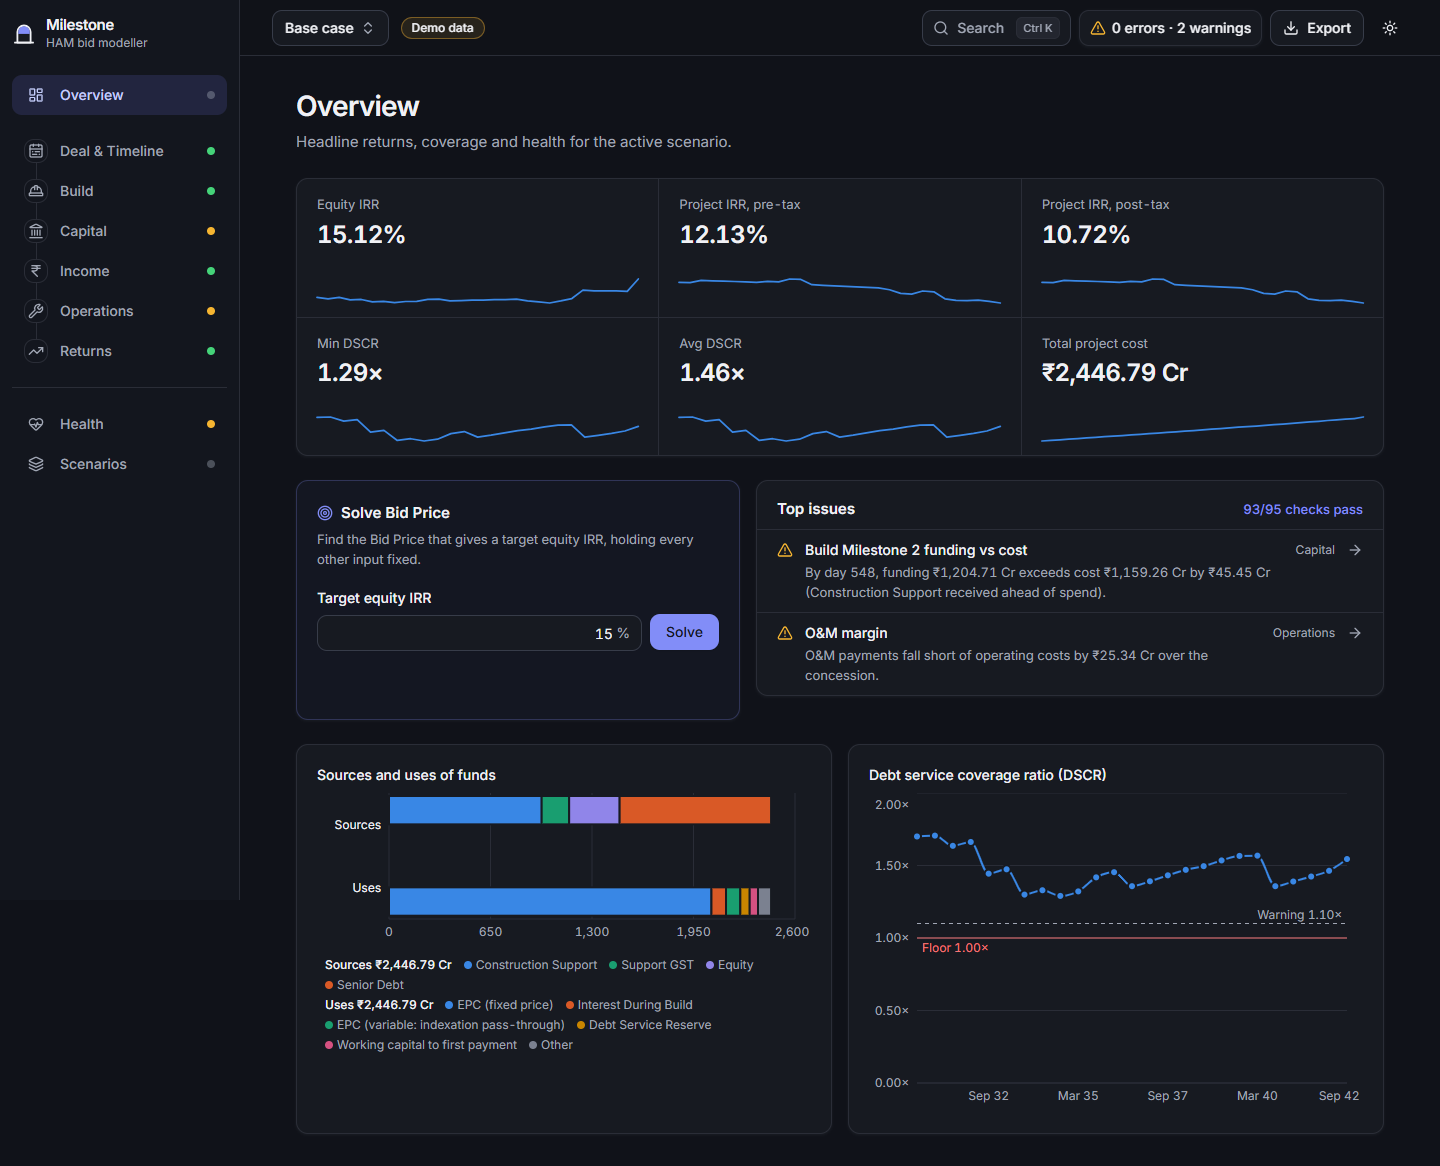 Milestone
HAM bid modeller
Base case
Demo data
Search
Ctrl K
0 errors · 2 warnings
Export
Overview
Deal & Timeline
Build
Capital
Income
Operations
Returns
Health
Scenarios
Overview
Headline returns, coverage and health for the active scenario.
Equity IRR
15.12%
Project IRR, pre-tax
12.13%
Project IRR, post-tax
10.72%
Min DSCR
1.29×
Avg DSCR
1.46×
Total project cost
₹2,446.79 Cr
Solve Bid Price
Find the Bid Price that gives a target equity IRR, holding every
other input fixed.
Target equity IRR
15 %
Solve
Top issues
93/95 checks pass
Build Milestone 2 funding vs cost
Capital
By day 548, funding ₹1,204.71 Cr exceeds cost ₹1,159.26 Cr by ₹45.45 Cr
(Construction Support received ahead of spend).
O&M margin
Operations
O&M payments fall short of operating costs by ₹25.34 Cr over the
concession.
Sources and uses of funds
Sources
Uses
0 650 1,300 1,950 2,600
Sources ₹2,446.79 Cr Construction Support Support GST Equity
Senior Debt
Uses ₹2,446.79 Cr EPC (fixed price) Interest During Build
EPC (variable: indexation pass-through) Debt Service Reserve
Working capital to first payment Other
Debt service coverage ratio (DSCR)
2.00×
1.50×
Warning 1.10×
1.00×
Floor 1.00×
0.50×
0.00×
Sep 32 Mar 35 Sep 37 Mar 40 Sep 42